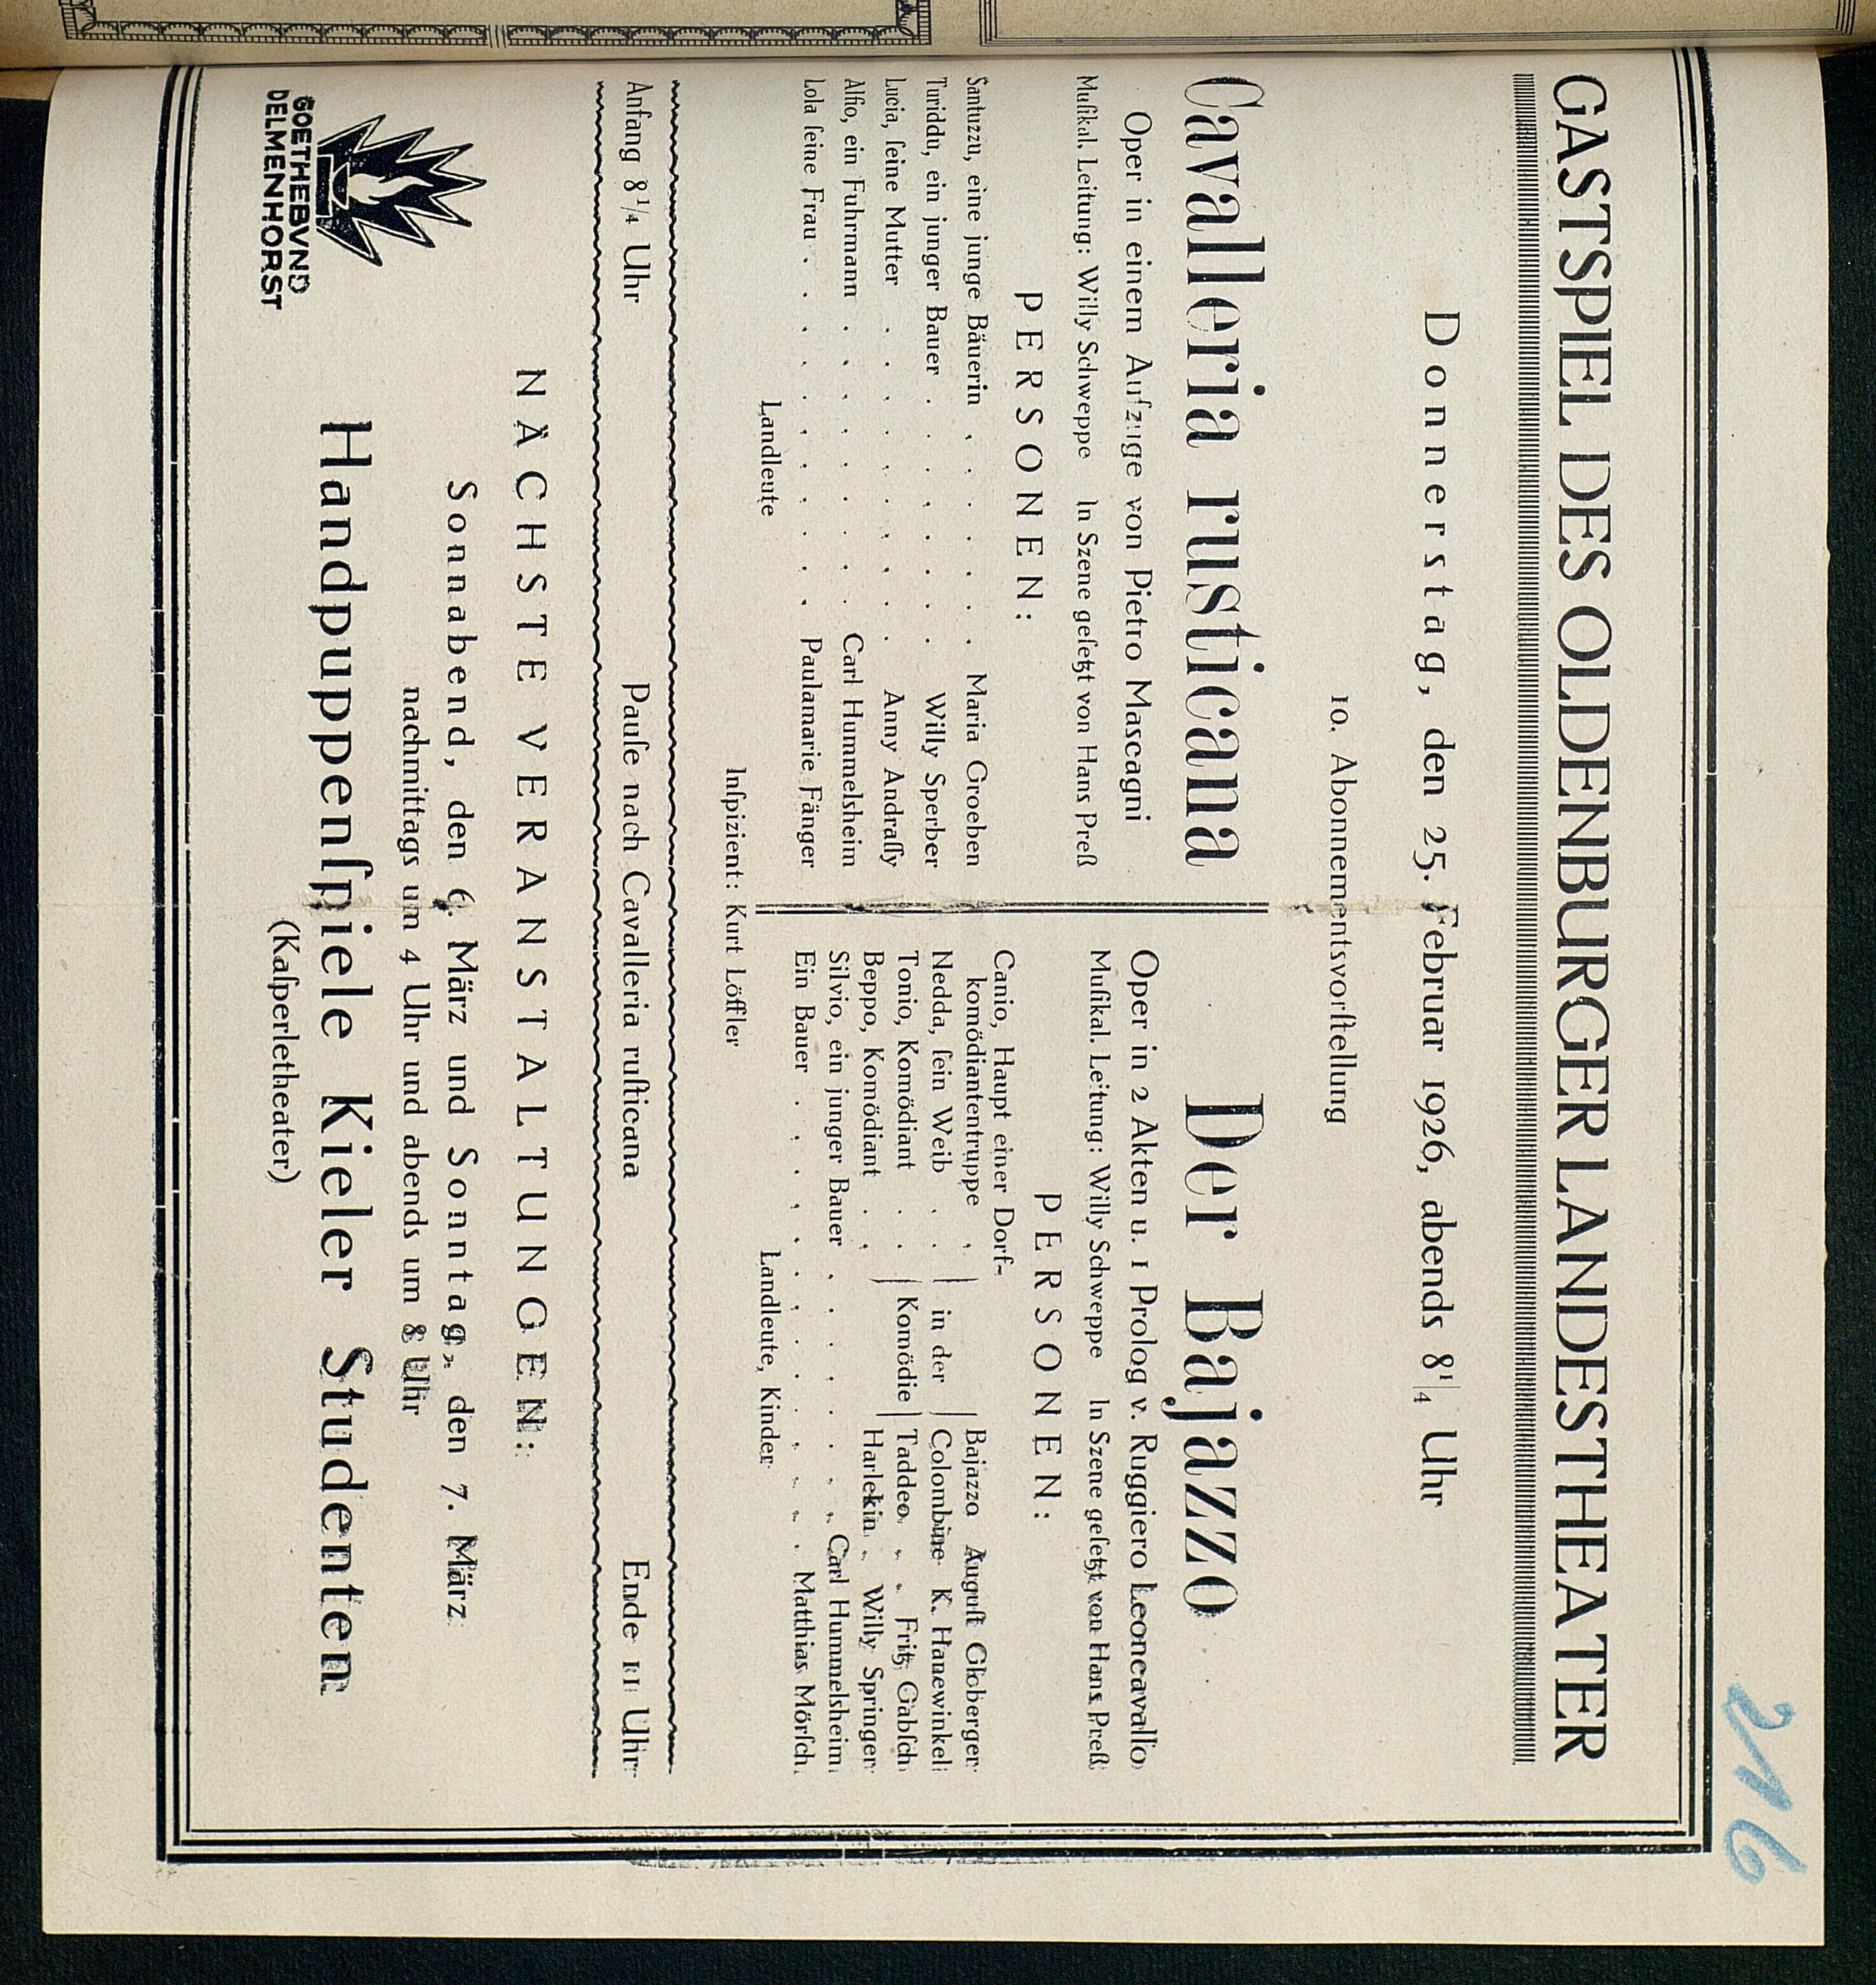 216
GASTSPIEL DES OLDENBURGER LANDESTHEATER
Donnerstag, den 25. Februar 1926, abends 8¼ Uhr
10. Abonnementsvorſtellung
Cavalleria rusticana
Oper in einem Aufzuge von Pietro Mascagni
Muſikal. Leitung: Willy Schweppe In Szene geſetzt von Hans Preß
PERSONEN:
Santuzzu, eine junge Bäuerin . . . . . Maria Groeben
Turiddu, ein junger Bauer . . . . . . Willy Sperber
Lucia, ſeine Mutter . . . . . . . Anny Andraſſy
Alfio, ein Fuhrmann . . . . . . . Carl Hummelsheim
Lola ſeine Frau . . . . . . . . . Paulamarie Fänger
Landleute
Der Bajazzo
Oper in 2 Akten u. 1 Prolog v. Ruggiero Leoncavallo
Muſikal. Leitung: Willy Schweppe In Szene geſetzt von Hans Preß
PERSONEN:
Canio, Haupt einer Dorf-
komödiantentruppe . Bajazzo Auguſt Globerger
Nedda, ſein Weib . . in der Colombine K. Hanewinkel
Tonio, Komödiant . . Komödie Taddeo . . Fritz Gabſch
Beppo, Komödiant . . Harlekin . Willy Springer
Silvio, ein junger Bauer . . . . . . Carl Hummelsheim
Ein Bauer . . . . . . . . . . . Matthias Mörſch
Landleute, Kinder
Inſpizient: Kurt Löffler
Anfang 8¼ Uhr Pauſe nach Cavalleria ruſticana Ende 11 Uhr
NÄCHSTE VERANSTALTUNGEN:
Sonnabend, den 6. März und Sonntag, den 7. März
nachmittags um 4 Uhr und abends um 8 Uhr
Handpuppenſpiele Kieler Studenten
(Kaſperletheater)
GOETHEBVND
DELMENHORST